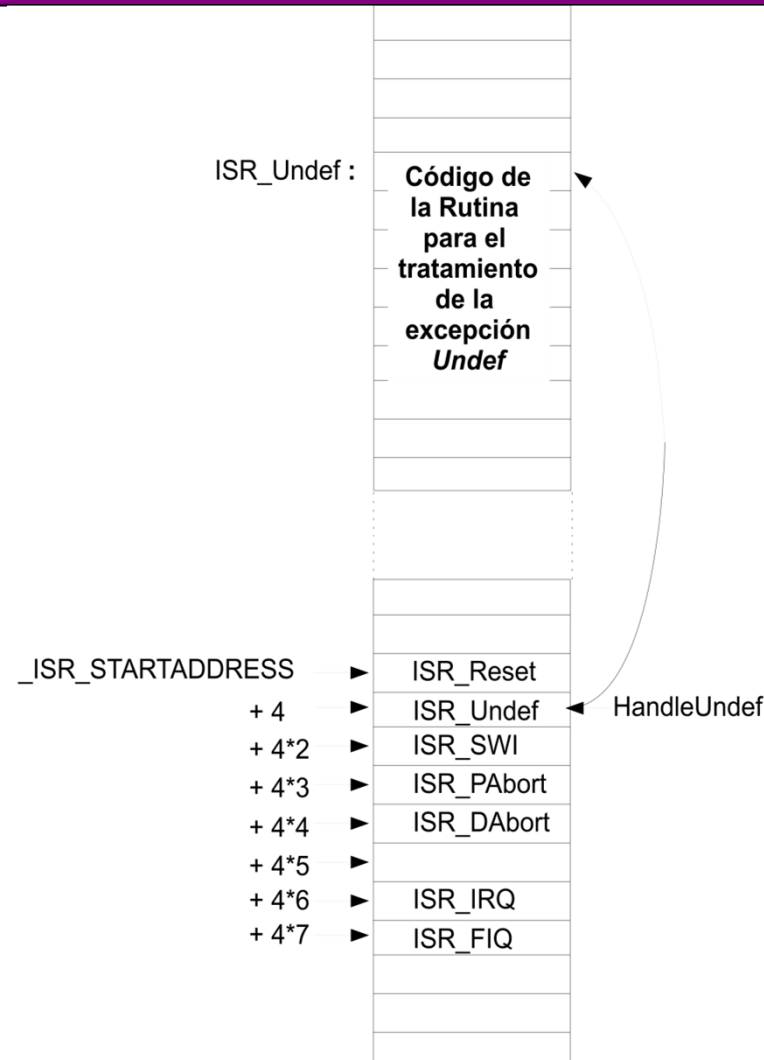 ISR_Undef :
Código de
la Rutina
para el
tratamiento
de la
excepción
Undef
_ISR_STARTADDRESS
ISR_Reset
+ 4
ISR_Undef
HandleUndef
+ 4*2
ISR_SWI
+ 4*3
ISR_PAbort
+ 4*4
ISR_DAbort
+ 4*5
+ 4*6
ISR_IRQ
+ 4*7
ISR_FIQ